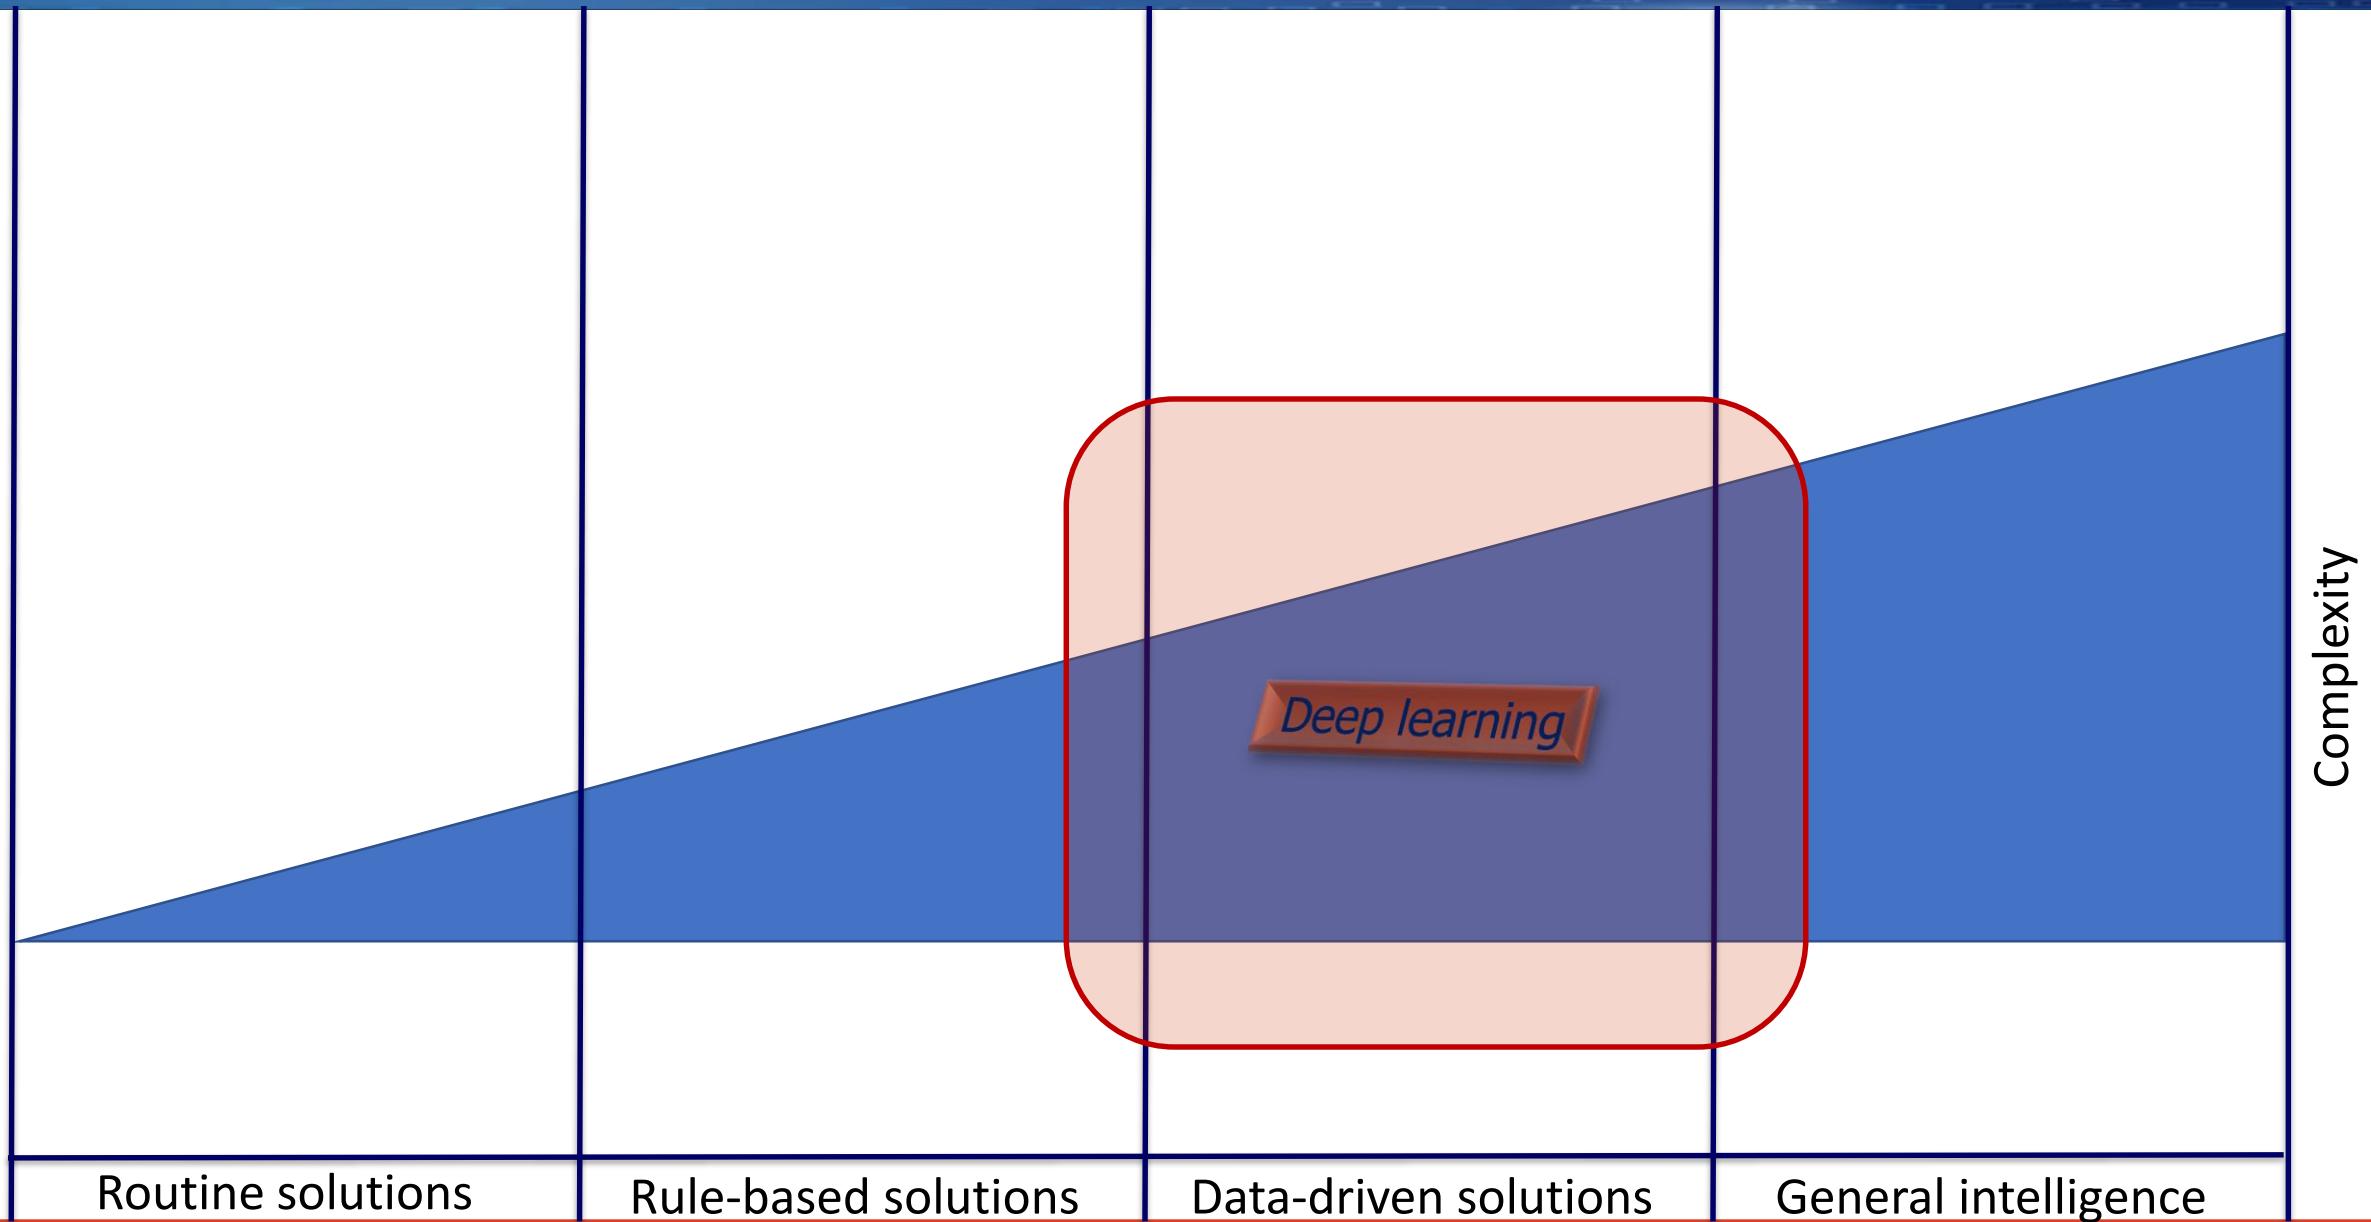 Deep learning
Complexity
Routine solutions
Rule-based solutions
Data-driven solutions
General intelligence